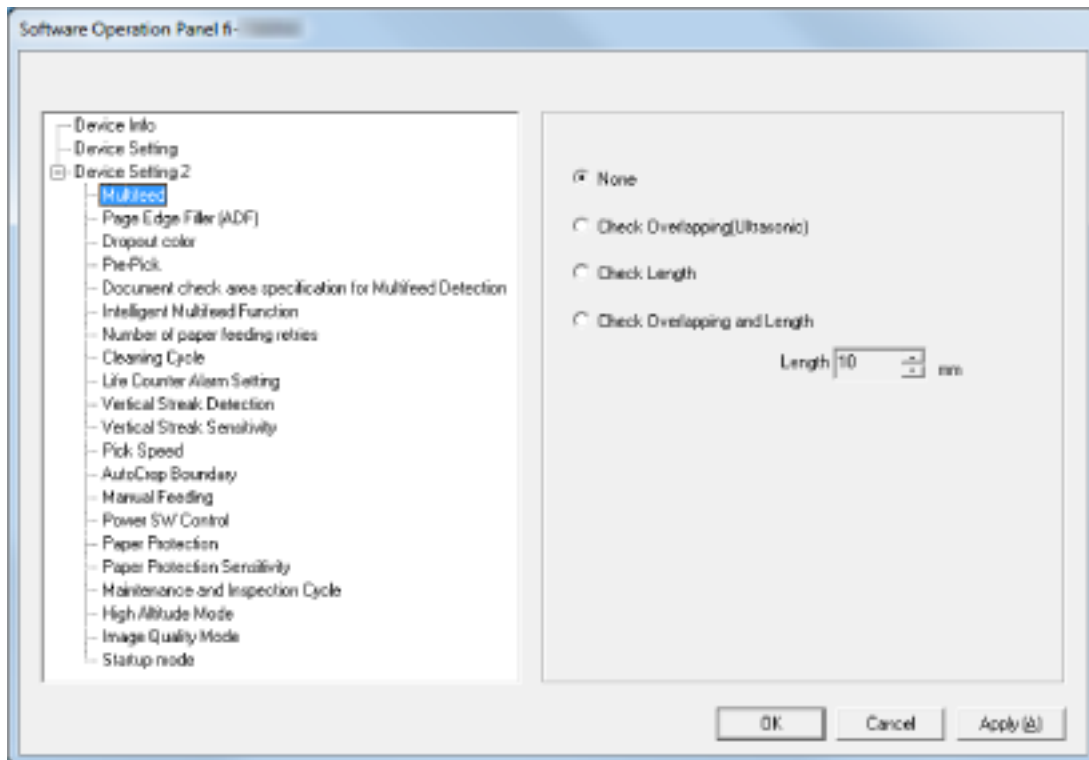 Software Operation Panel fi-
Device Info
Device Setting
Device Setting 2
Multifeed
Page Edge Filler (ADF)
Dropout color
Pre-Pick
Document check area specification for Multifeed Detection
Intelligent Multifeed Function
Number of paper feeding retries
Cleaning Cycle
Life Counter Alarm Setting
Vertical Streak Detection
Vertical Streak Sensitivity
Pick Speed
AutoCrop Boundary
Manual Feeding
Power SW Control
Paper Protection
Paper Protection Sensitivity
Maintenance and Inspection Cycle
High Altitude Mode
Image Quality Mode
Startup mode
None
Check Overlapping(Ultrasonic)
Check Length
Check Overlapping and Length
Length 10 mm
OK Cancel Apply (A)